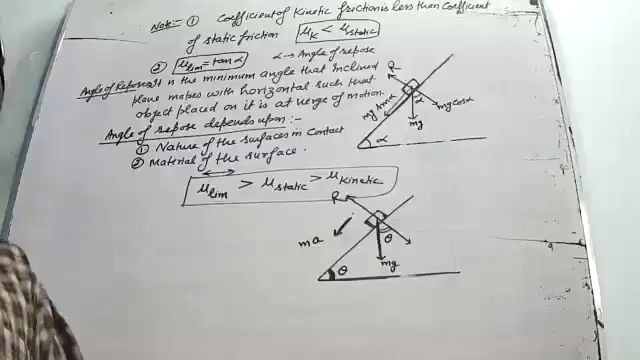 Note:- ① Coefficient of Kinetic friction is less than Coefficient
of static friction μk < μstatic
② μlim = tan α α → Angle of repose
Angle of Repose:- It is the minimum angle that Inclined
Plane makes with horizontal such that
object placed on it is at verge of motion.
Angle of repose depends upon:-
① Nature of the surfaces in Contact
② Material of the surface.
μlim > μstatic > μkinetic
R
α
mg sinα
mg cosα
mg
α
R
ma
θ
mg
θ